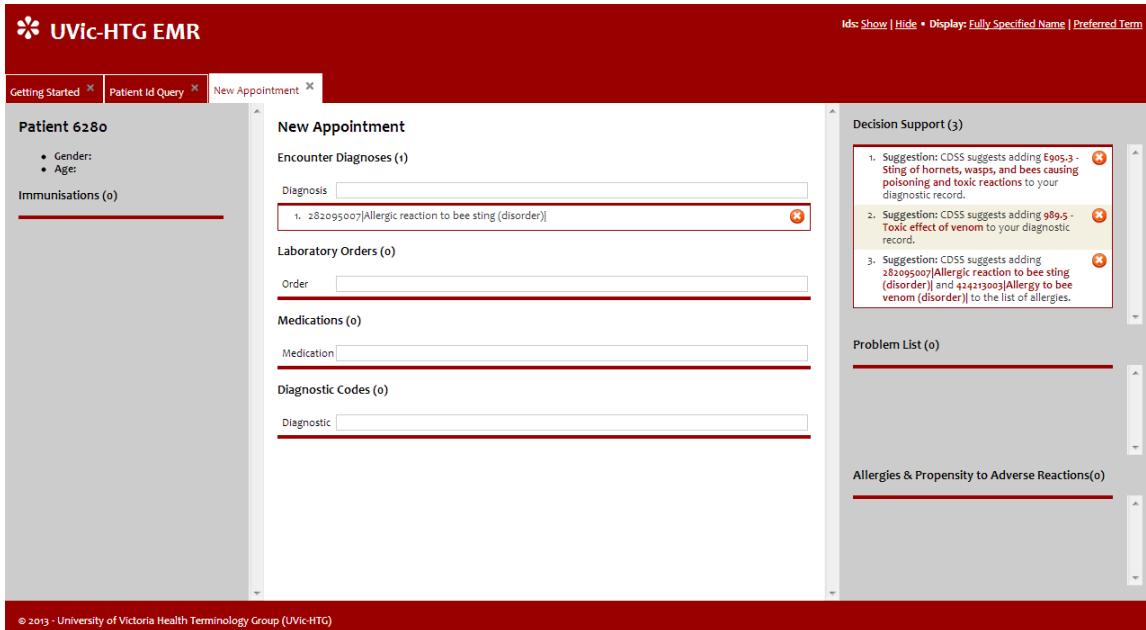 UVic-HTG EMR
Ids: Show | Hide • Display: Fully Specified Name | Preferred Term
Getting Started
Patient Id Query
New Appointment
Patient 6280
• Gender:
• Age:
Immunisations (0)
New Appointment
Encounter Diagnoses (1)
Diagnosis
1. 282095007|Allergic reaction to bee sting (disorder)|
Laboratory Orders (0)
Order
Medications (0)
Medication
Diagnostic Codes (0)
Diagnostic
Decision Support (3)
1. Suggestion: CDSS suggests adding E905.3 -
Sting of hornets, wasps, and bees causing
poisoning and toxic reactions to your
diagnostic record.
2. Suggestion: CDSS suggests adding 989.5 -
Toxic effect of venom to your diagnostic
record.
3. Suggestion: CDSS suggests adding
282095007|Allergic reaction to bee sting
(disorder)| and 424213003|Allergy to bee
venom (disorder)| to the list of allergies.
Problem List (0)
Allergies & Propensity to Adverse Reactions(0)
© 2013 - University of Victoria Health Terminology Group (UVic-HTG)